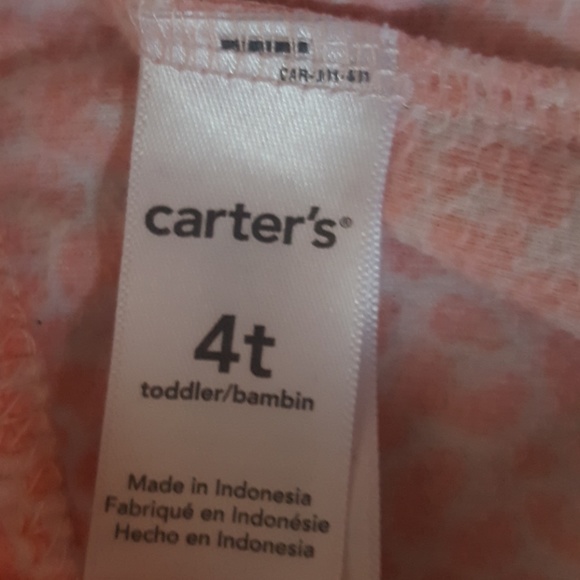 carter's®
4t
toddler/bambin
Made in Indonesia
Fabriqué en Indonésie
Hecho en Indonesia